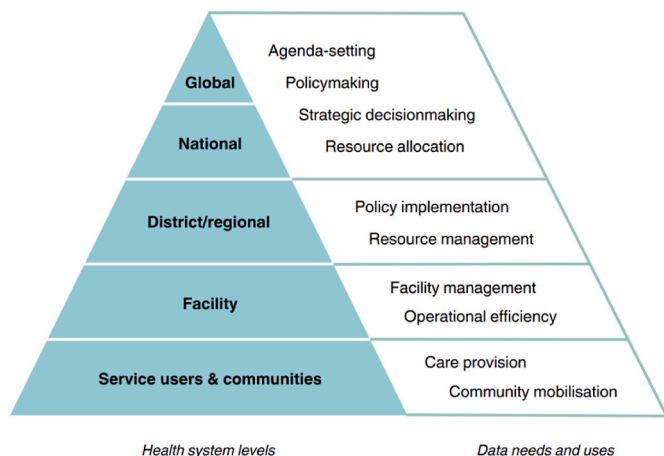 Agenda-setting
Global
Policymaking
Strategic decisionmaking
National
Resource allocation
District/regional
Policy implementation
Resource management
Facility
Facility management
Operational efficiency
Service users & communities
Care provision
Community mobilisation
Health system levels
Data needs and uses